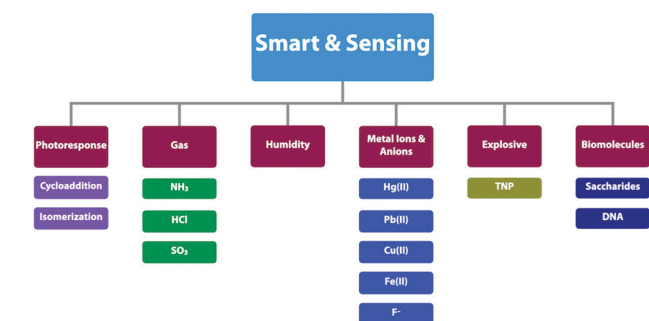 Smart & Sensing
Photoresponse
Gas
Humidity
Metal Ions &
Anions
Explosive
Biomolecules
Cycloaddition
NH₃
Hg(II)
TNP
Saccharides
Isomerization
HCl
Pb(II)
DNA
SO₃
Cu(II)
Fe(II)
F⁻